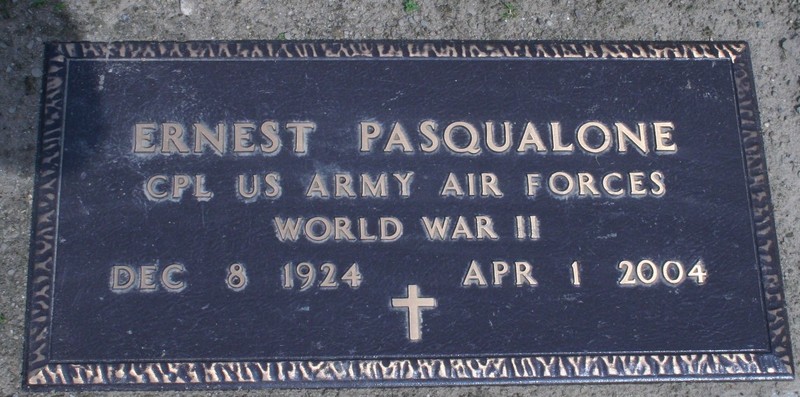 ERNEST PASQUALONE
CPL US ARMY AIR FORCES
WORLD WAR II
DEC 8 1924 APR 1 2004